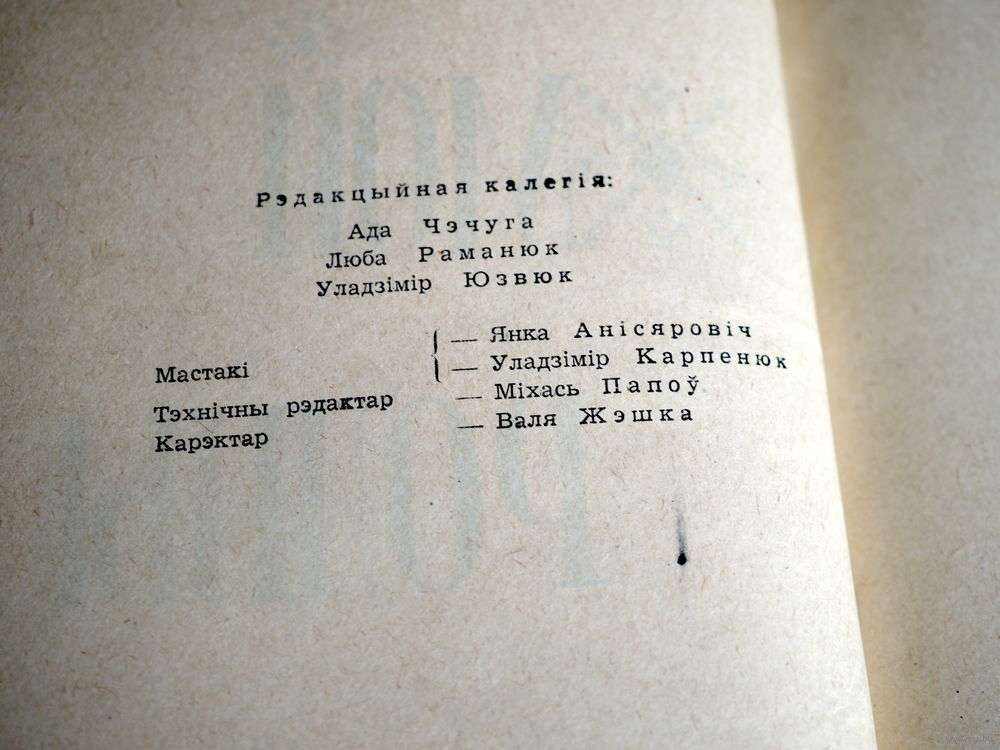 Рэдакцыйная калегія:
Ада Чэчуга
Люба Раманюк
Уладзімір Юзвюк
Мастакі { — Янка Анісяровіч
— Уладзімір Карпенюк
Тэхнічны рэдактар — Міхась Папоў
Карэктар — Валя Жэшка